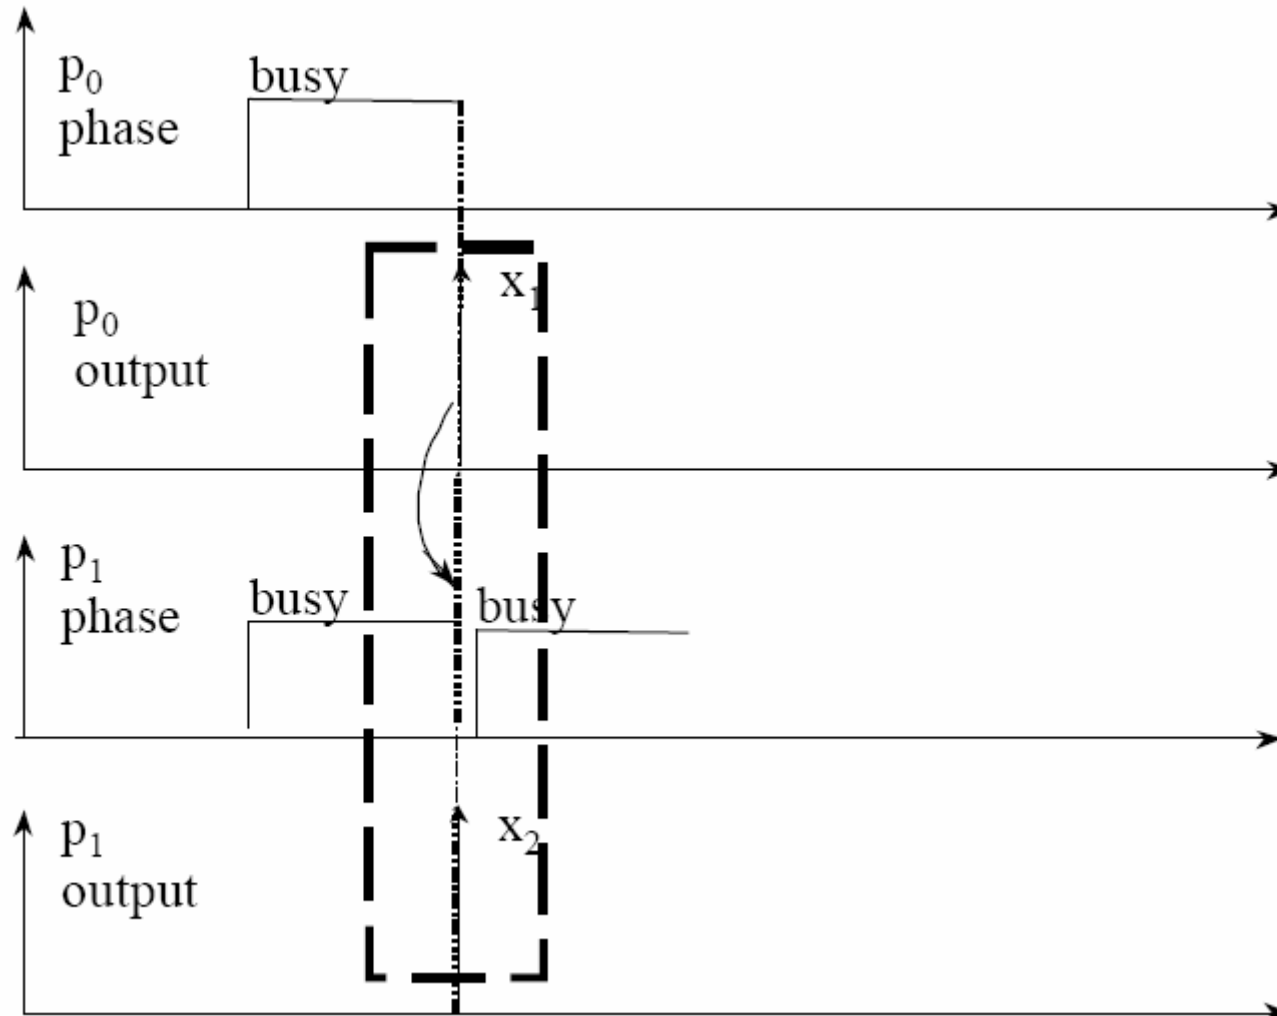 p₀
phase
busy
x₁
p₀
output
p₁
phase
busy
busy
x₂
p₁
output